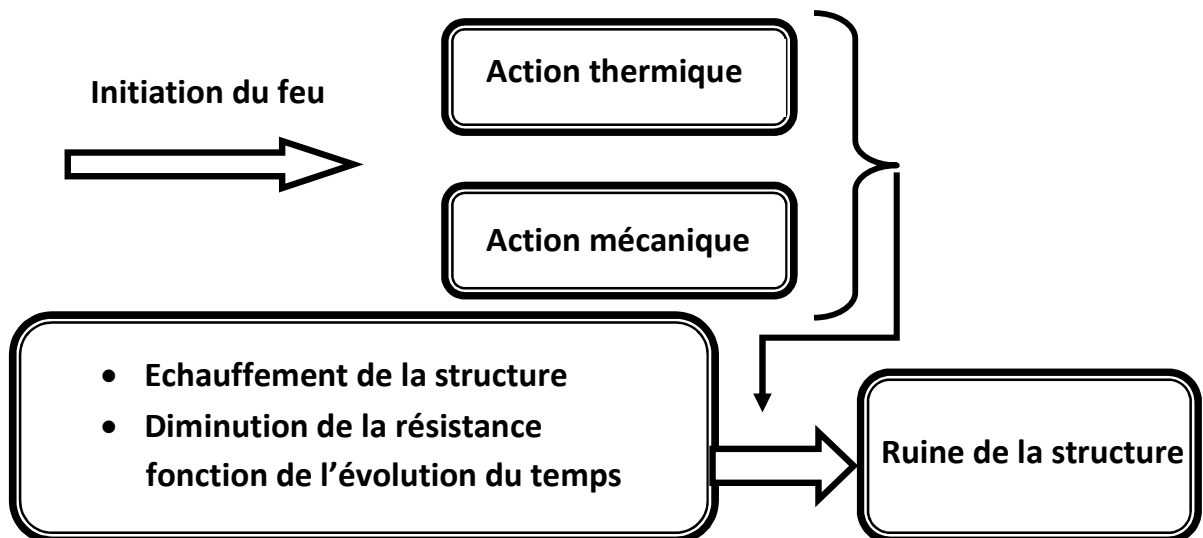 Action thermique
Initiation du feu
Action mécanique
• Echauffement de la structure
• Diminution de la résistance
fonction de l’évolution du temps
Ruine de la structure